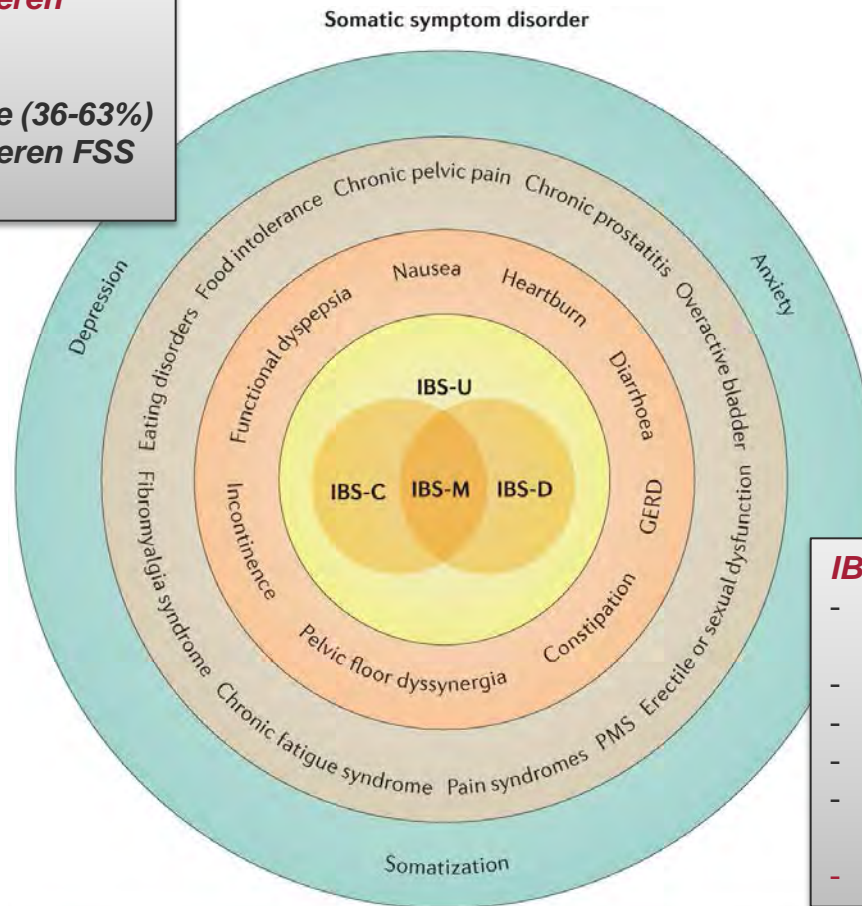 Somatic symptom disorder
e (36-63%)
eren FSS
Depression
Anxiety
Somatization
Eating disorders
Food intolerance
Chronic pelvic pain
Chronic prostatitis
Overactive bladder
Erectile or sexual dysfunction
PMS
Pain syndromes
Chronic fatigue syndrome
Fibromyalgia syndrome
Functional dyspepsia
Nausea
Heartburn
Diarrhoea
GERD
Constipation
Pelvic floor dyssynergia
Incontinence
IBS-U
IBS-C
IBS-M
IBS-D
-
-
-
-
-
-